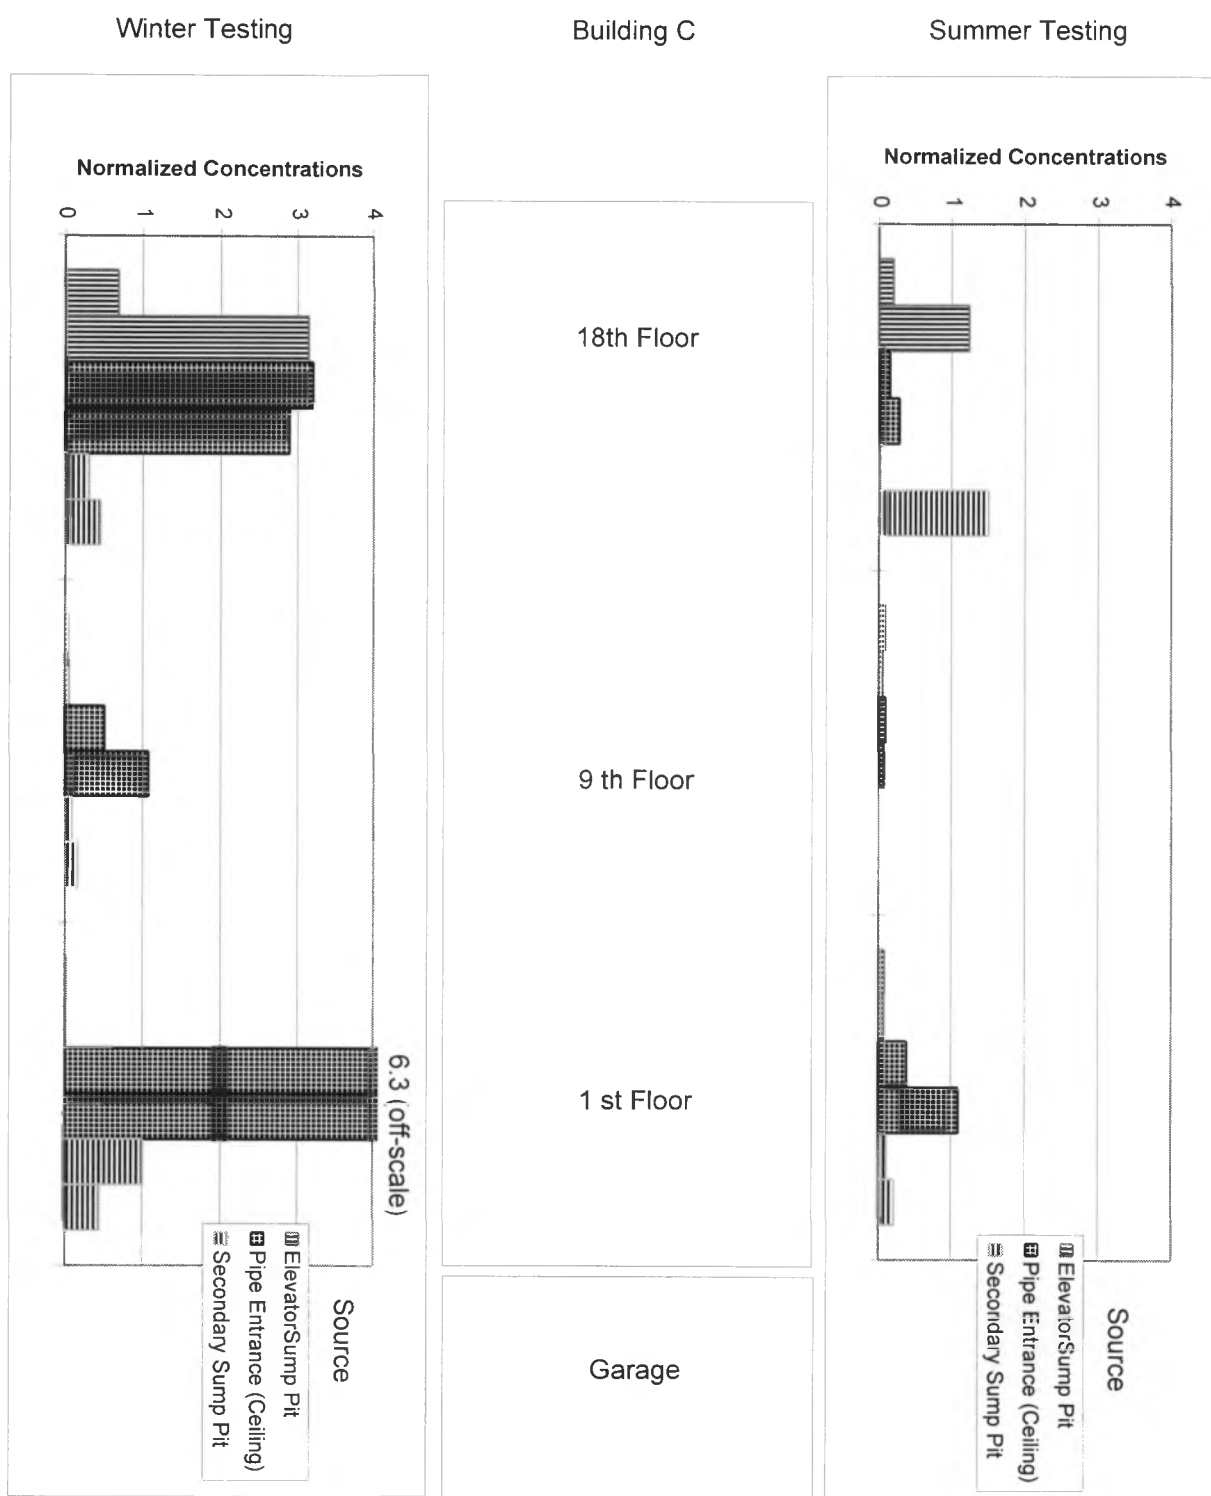 Winter Testing
Building C
Summer Testing
Normalized Concentrations
0
1
2
3
4
6.3 (off-scale)
Source
ElevatorSump Pit
Pipe Entrance (Ceiling)
Secondary Sump Pit
18th Floor
9 th Floor
1 st Floor
Garage
Normalized Concentrations
0
1
2
3
4
Source
ElevatorSump Pit
Pipe Entrance (Ceiling)
Secondary Sump Pit